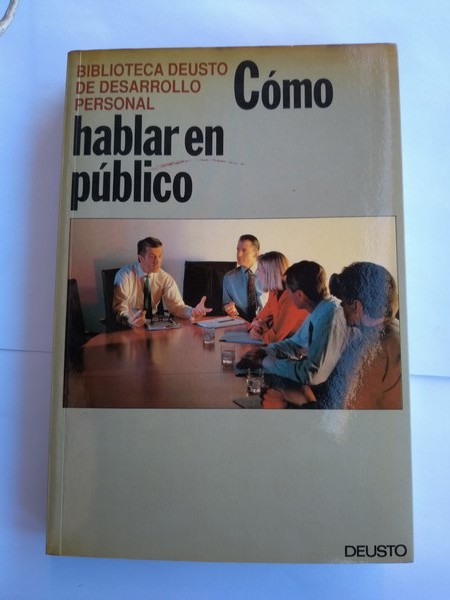 BIBLIOTECA DEUSTO
DE DESARROLLO
PERSONAL
Cómo
hablar en
público
DEUSTO